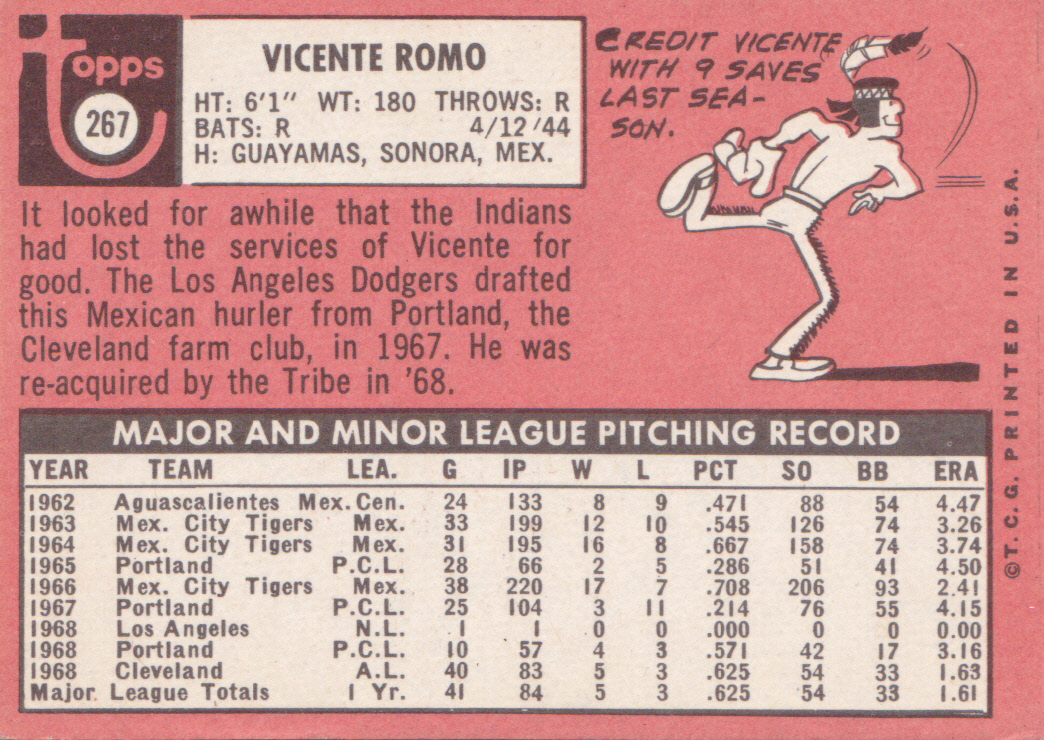 topps
267
VICENTE ROMO
HT: 6'1" WT: 180 THROWS: R
BATS: R 4/12/44
H: GUAYAMAS, SONORA, MEX.
CREDIT VICENTE
WITH 9 SAVES
LAST SEA-
SON.
It looked for awhile that the Indians
had lost the services of Vicente for
good. The Los Angeles Dodgers drafted
this Mexican hurler from Portland, the
Cleveland farm club, in 1967. He was
re-acquired by the Tribe in '68.
MAJOR AND MINOR LEAGUE PITCHING RECORD
YEAR TEAM LEA. G IP W L PCT SO BB ERA
1962 Aguascalientes Mex. Cen. 24 133 8 9 .471 88 54 4.47
1963 Mex. City Tigers Mex. 33 199 12 10 .545 126 74 3.26
1964 Mex. City Tigers Mex. 31 195 16 8 .667 158 74 3.74
1965 Portland P.C.L. 28 66 2 5 .286 51 41 4.50
1966 Mex. City Tigers Mex. 38 220 17 7 .708 206 93 2.41
1967 Portland P.C.L. 25 104 3 11 .214 76 55 4.15
1968 Los Angeles N.L. 1 1 0 0 .000 0 0 0.00
1968 Portland P.C.L. 10 57 4 3 .571 42 17 3.16
1968 Cleveland A.L. 40 83 5 3 .625 54 33 1.63
Major League Totals 1 Yr. 41 84 5 3 .625 54 33 1.61
©T.C.G. PRINTED IN U.S.A.